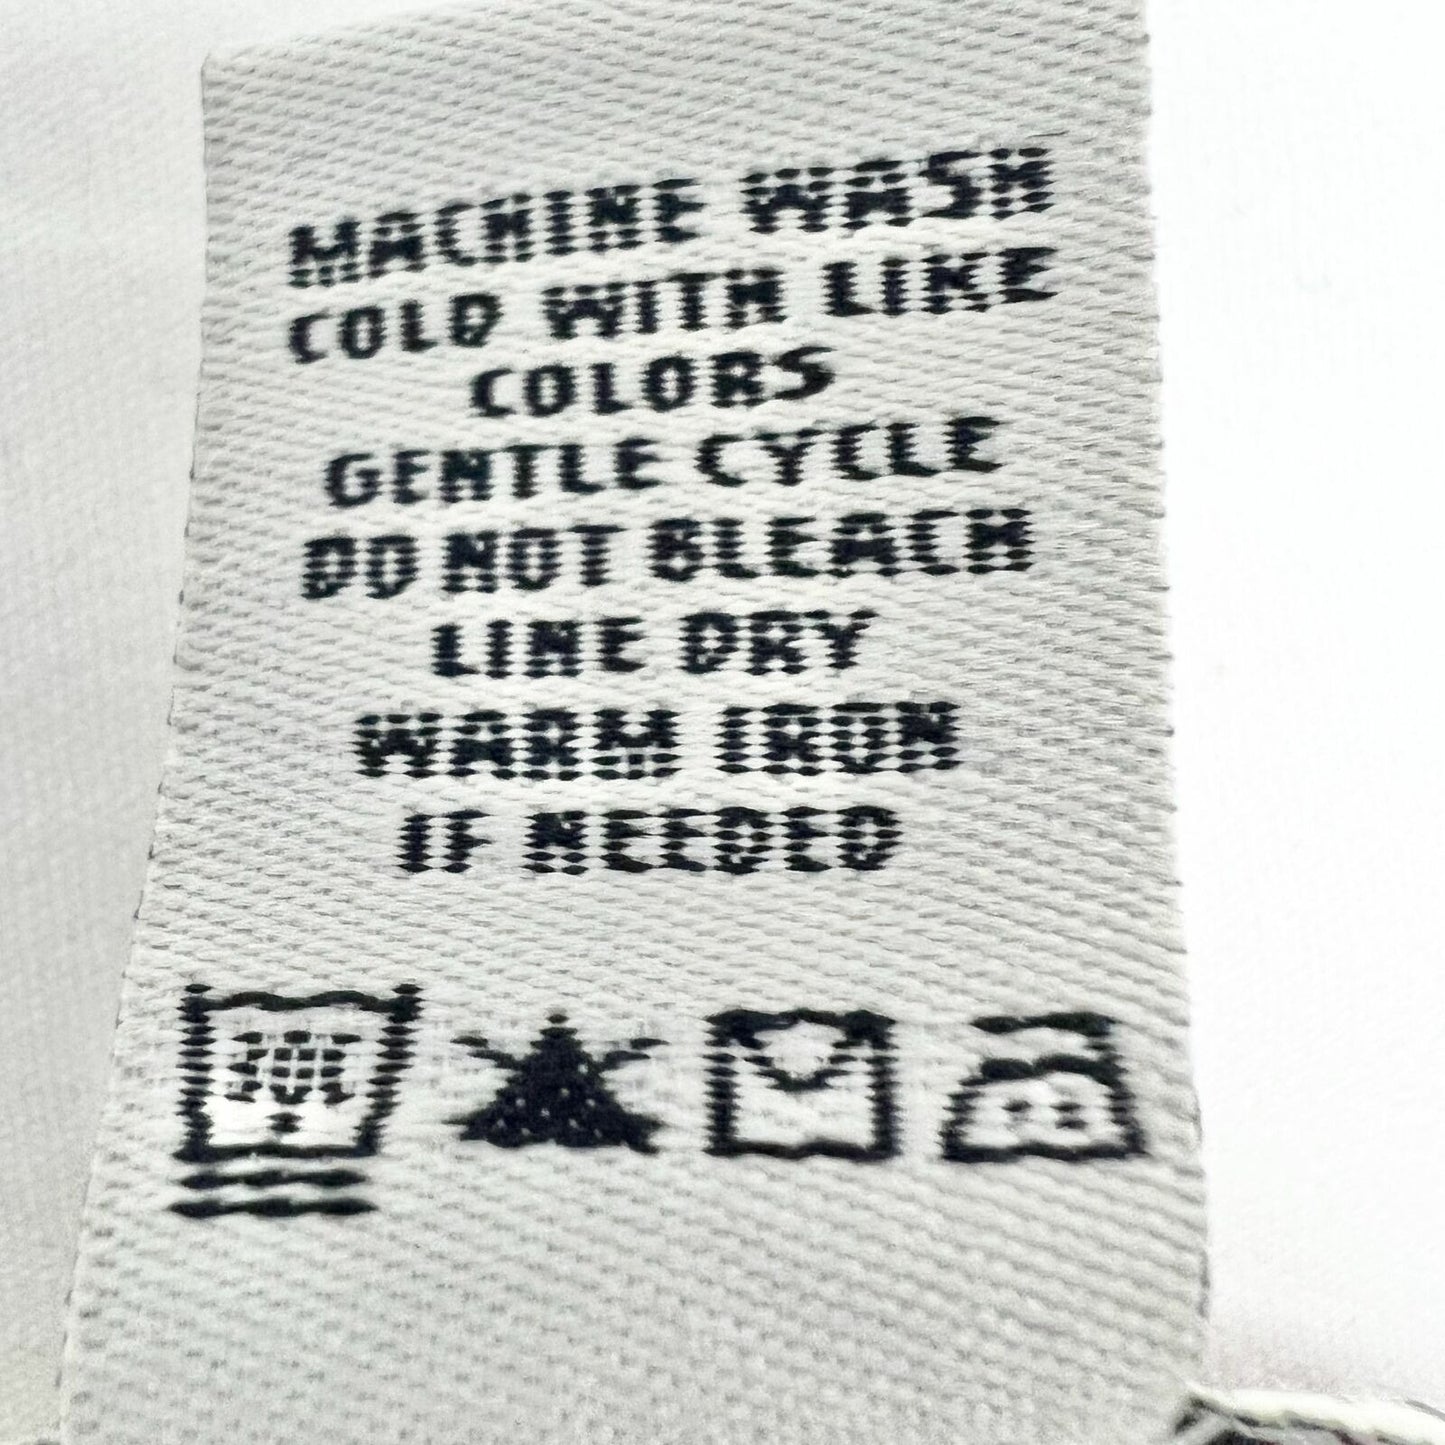 MACHINE WASH
COLD WITH LIKE
COLORS
GENTLE CYCLE
DO NOT BLEACH
LINE DRY
WARM IRON
IF NEEDED